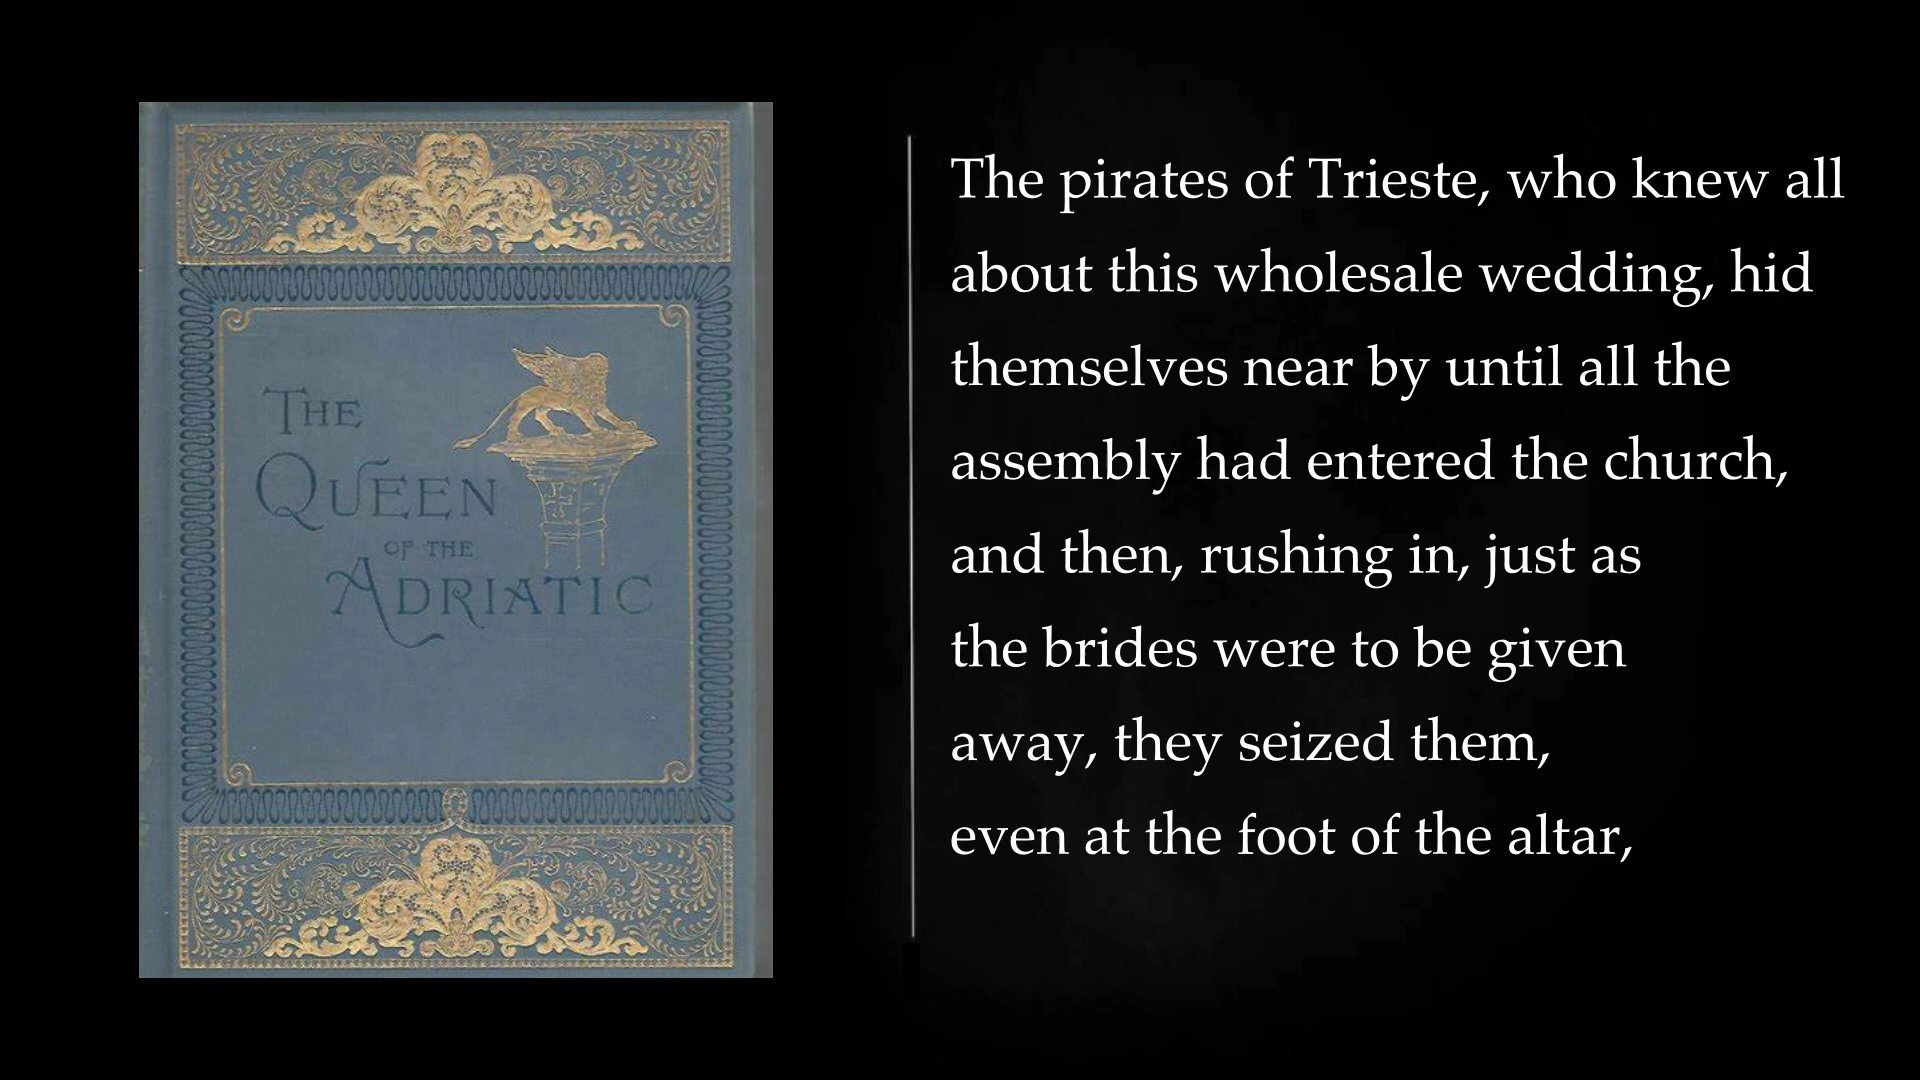 The
Queen
of the
Adriatic
The pirates of Trieste, who knew all
about this wholesale wedding, hid
themselves near by until all the
assembly had entered the church,
and then, rushing in, just as
the brides were to be given
away, they seized them,
even at the foot of the altar,